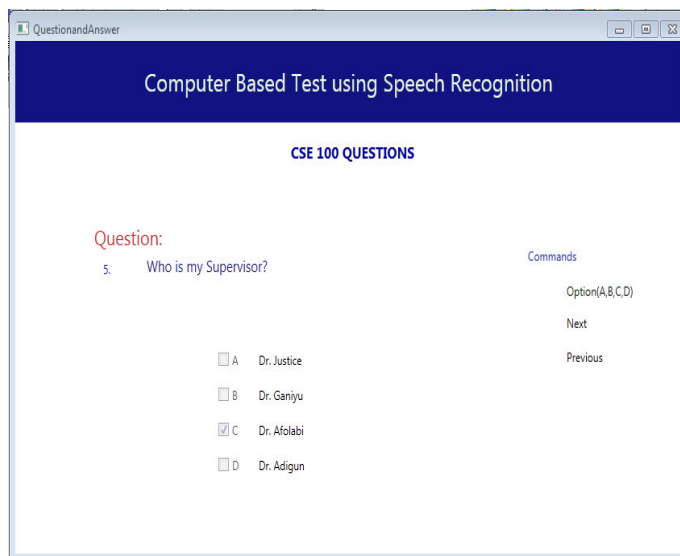 QuestionandAnswer
Computer Based Test using Speech Recognition
CSE 100 QUESTIONS
Question:
5. Who is my Supervisor?
Commands
Option(A,B,C,D)
Next
Previous
A Dr. Justice
B Dr. Ganiyu
C Dr. Afolabi
D Dr. Adigun